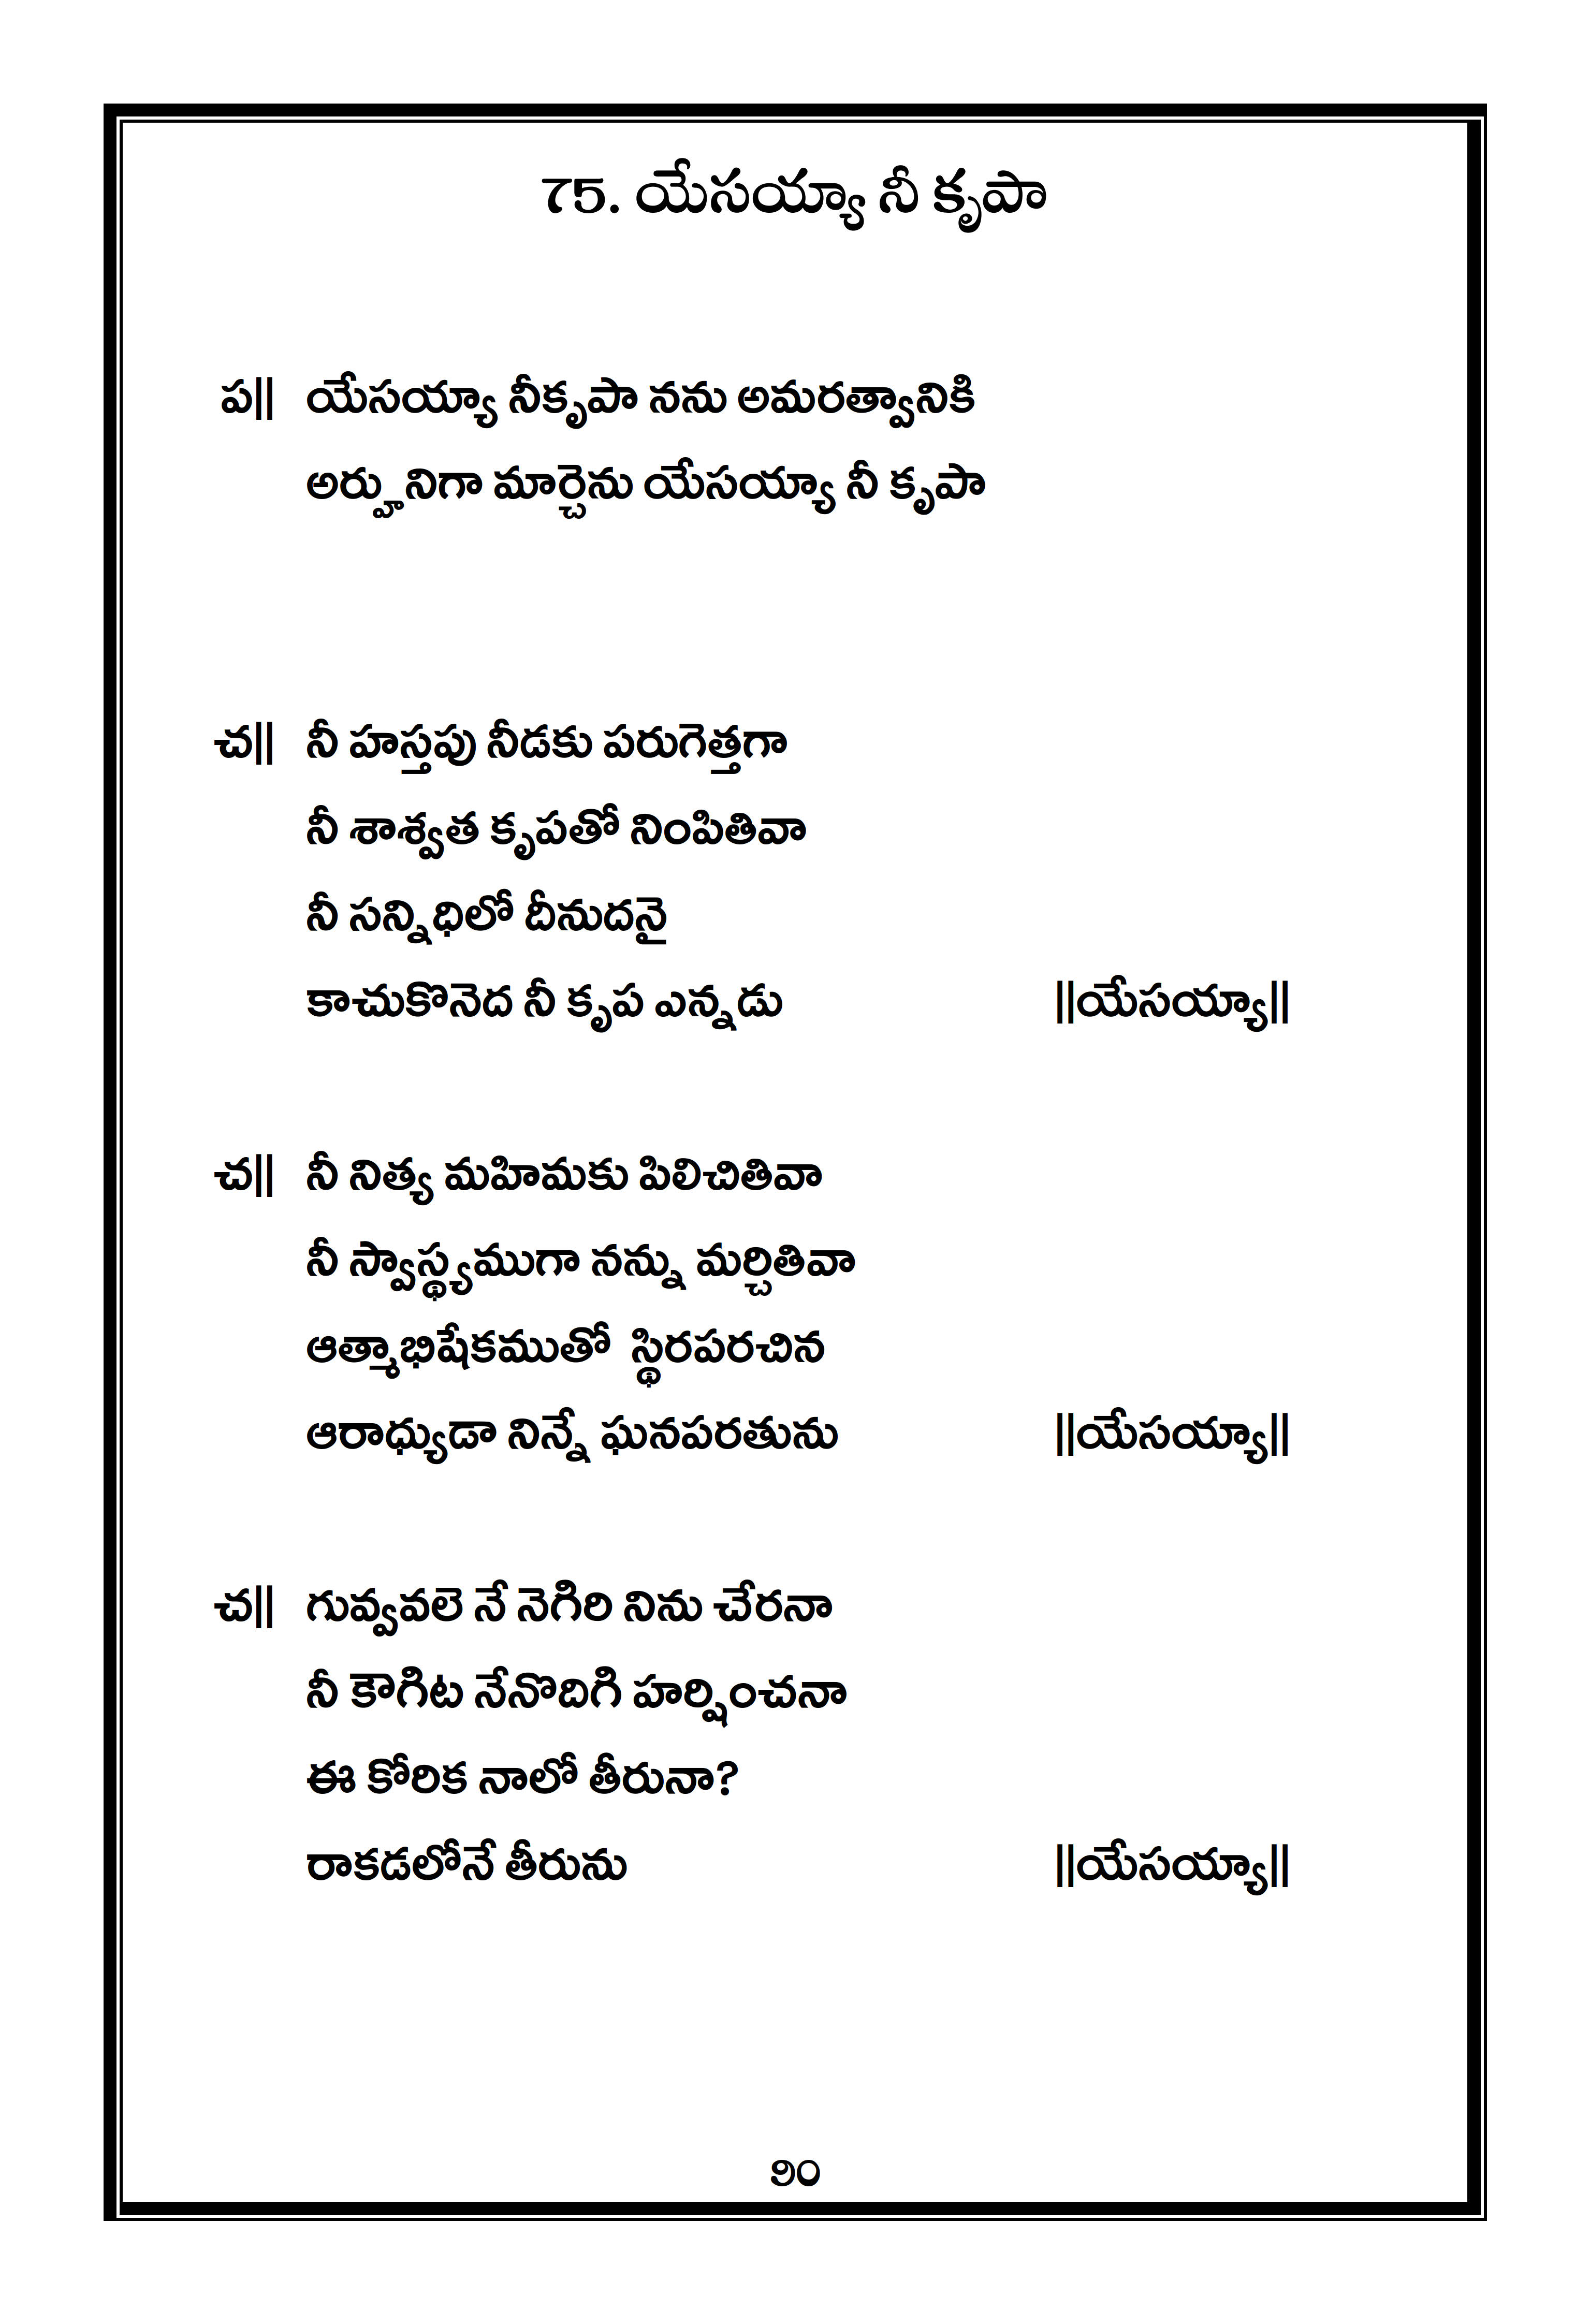 75. యేసయ్యా నీ కృపా
ప|| యేసయ్యా నీకృపా నను అమరత్వానికి
అర్హునిగా మార్చెను యేసయ్యా నీ కృపా
చ|| నీ హస్తపు నీడకు పరుగెత్తగా
నీ శాశ్వత కృపతో నింపితివా
నీ సన్నిధిలో దీనుదనై
కాచుకొనెద నీ కృప ఎన్నడు ||యేసయ్యా||
చ|| నీ నిత్య మహిమకు పిలిచితివా
నీ స్వాస్థ్యముగా నన్ను మర్చితివా
ఆత్మాభిషేకముతో స్థిరపరచిన
ఆరాధ్యుడా నిన్నే ఘనపరతును ||యేసయ్యా||
చ|| గువ్వవలె నే నెగిరి నిను చేరనా
నీ కౌగిట నేనొదిగి హర్షించనా
ఈ కోరిక నాలో తీరునా?
రాకడలోనే తీరును ||యేసయ్యా||